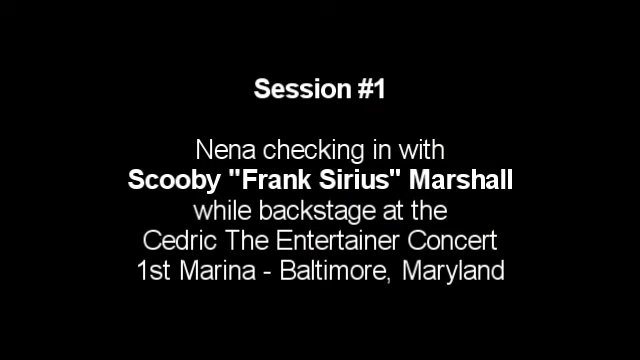 Session #1
Nena checking in with
Scooby "Frank Sirius" Marshall
while backstage at the
Cedric The Entertainer Concert
1st Marina - Baltimore, Maryland